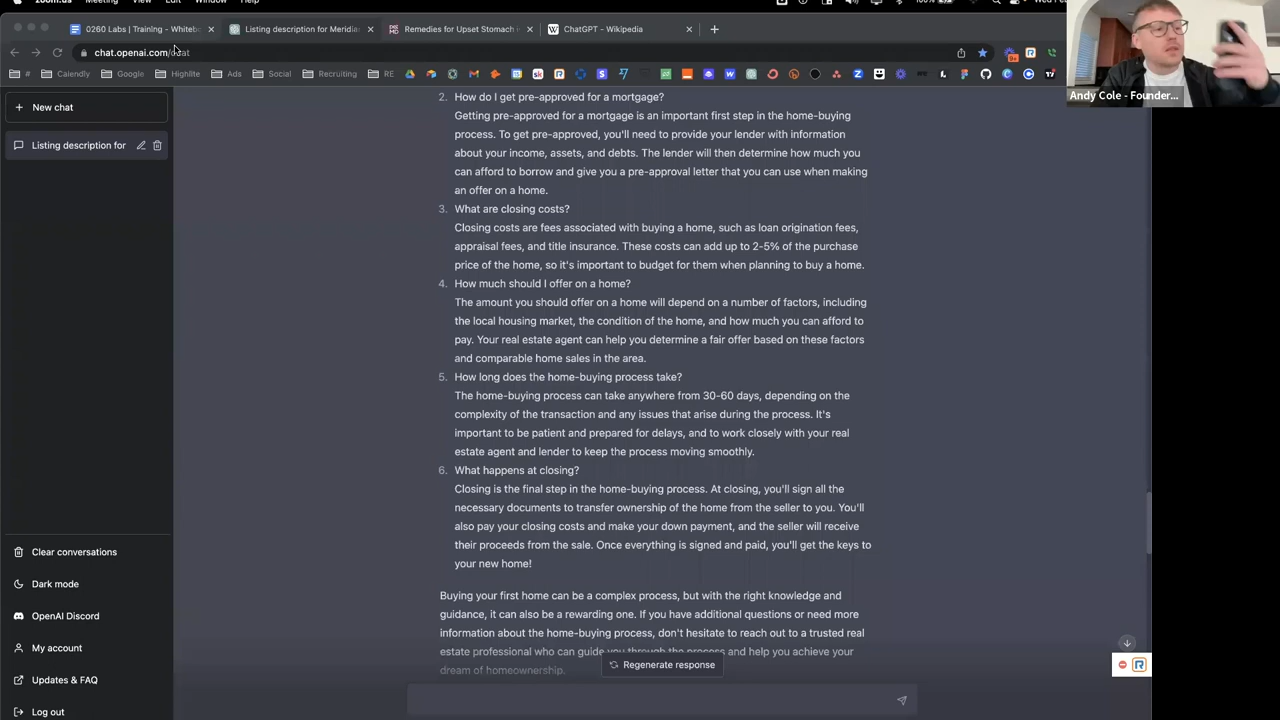 zoom.us Meeting View Edit Window Help
0260 Labs | Training - Whitebo
Listing description for Meridia
Remedies for Upset Stomach
ChatGPT - Wikipedia
chat.openai.com/chat
# Calendly Google Highlite Ads Social Recruiting RE
Andy Cole - Founder...
New chat
Listing description for
2. How do I get pre-approved for a mortgage?
Getting pre-approved for a mortgage is an important first step in the home-buying
process. To get pre-approved, you'll need to provide your lender with information
about your income, assets, and debts. The lender will then determine how much you
can afford to borrow and give you a pre-approval letter that you can use when making
an offer on a home.
3. What are closing costs?
Closing costs are fees associated with buying a home, such as loan origination fees,
appraisal fees, and title insurance. These costs can add up to 2-5% of the purchase
price of the home, so it's important to budget for them when planning to buy a home.
4. How much should I offer on a home?
The amount you should offer on a home will depend on a number of factors, including
the local housing market, the condition of the home, and how much you can afford to
pay. Your real estate agent can help you determine a fair offer based on these factors
and comparable home sales in the area.
5. How long does the home-buying process take?
The home-buying process can take anywhere from 30-60 days, depending on the
complexity of the transaction and any issues that arise during the process. It's
important to be patient and prepared for delays, and to work closely with your real
estate agent and lender to keep the process moving smoothly.
6. What happens at closing?
Closing is the final step in the home-buying process. At closing, you'll sign all the
necessary documents to transfer ownership of the home from the seller to you. You'll
also pay your closing costs and make your down payment, and the seller will receive
their proceeds from the sale. Once everything is signed and paid, you'll get the keys to
your new home!
Buying your first home can be a complex process, but with the right knowledge and
guidance, it can also be a rewarding one. If you have additional questions or need more
information about the home-buying process, don't hesitate to reach out to a trusted real
estate professional who can guide you through the process and help you achieve your
dream of homeownership.
Regenerate response
Clear conversations
Dark mode
OpenAI Discord
My account
Updates & FAQ
Log out